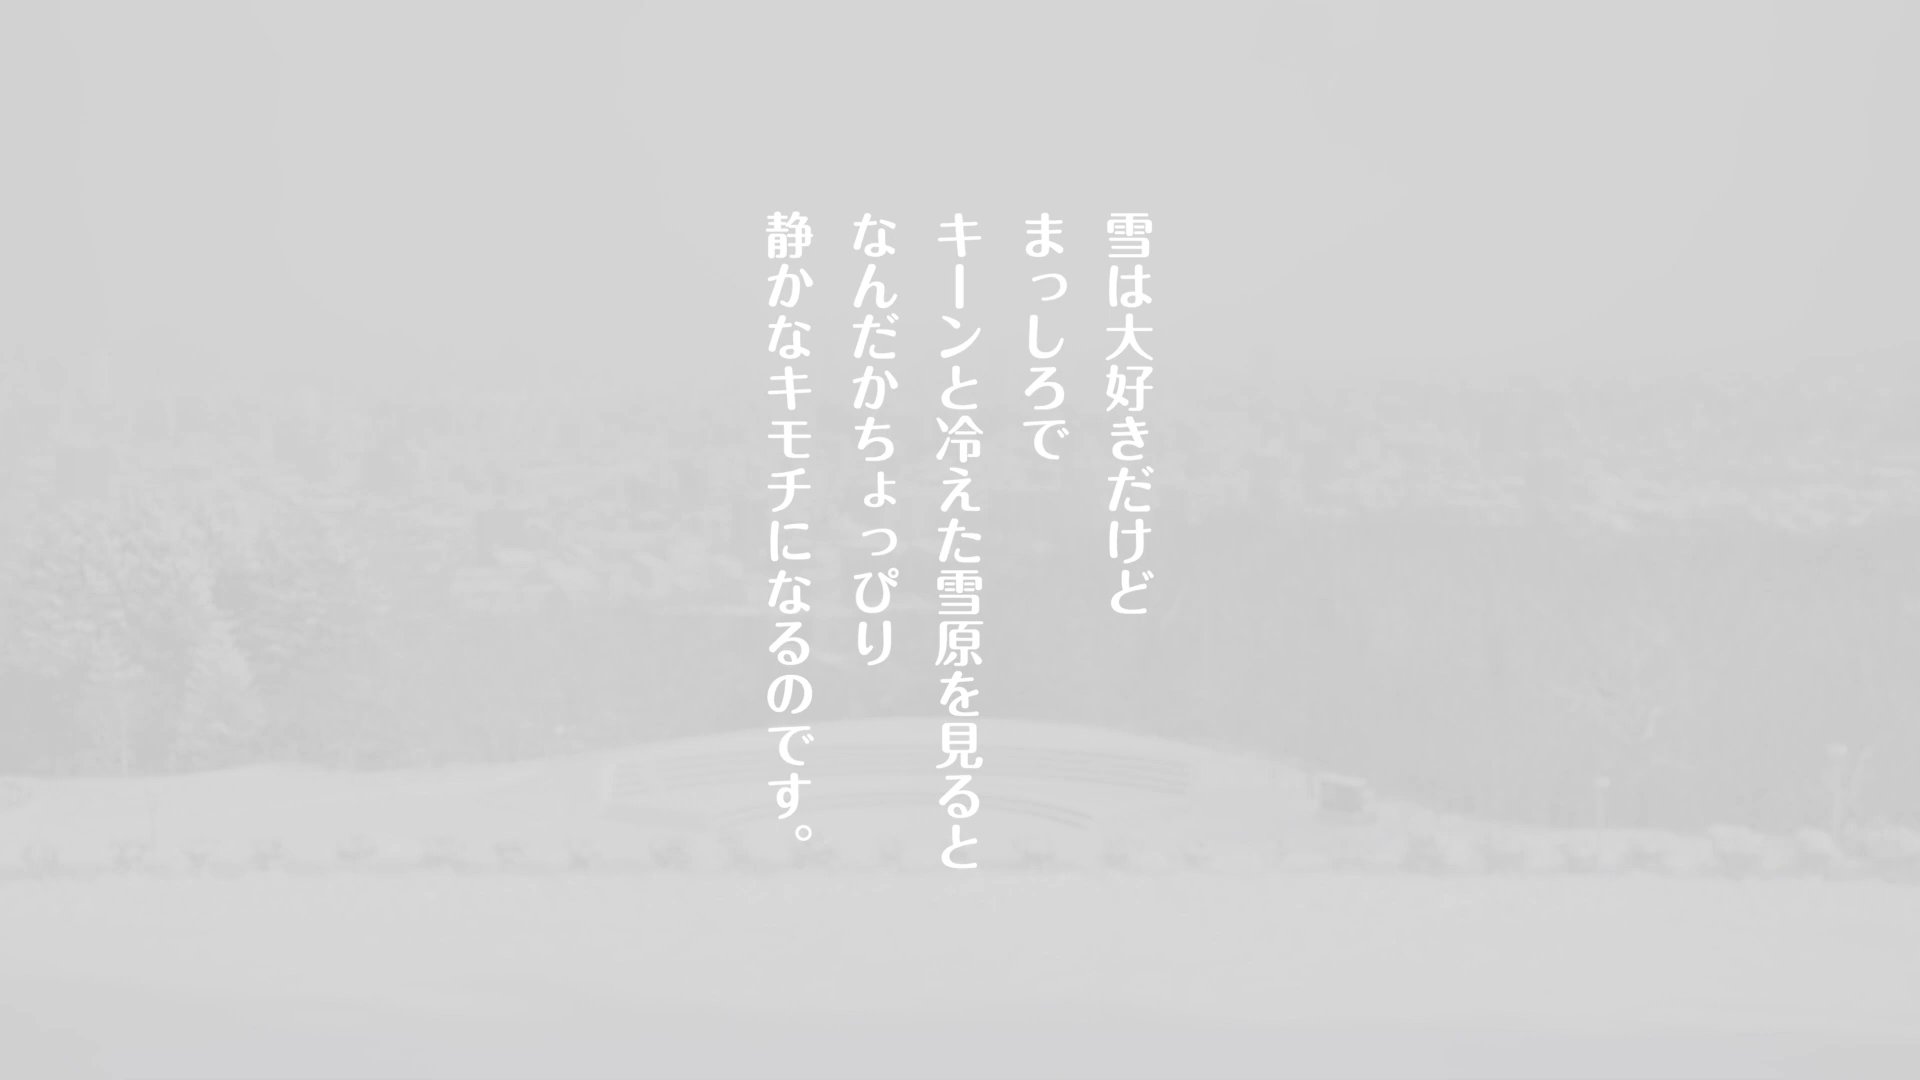 雪は大好きだけど
まっしろで
キーンと冷えた雪原を見ると
なんだかちょっぴり
静かなキモチになるのです。